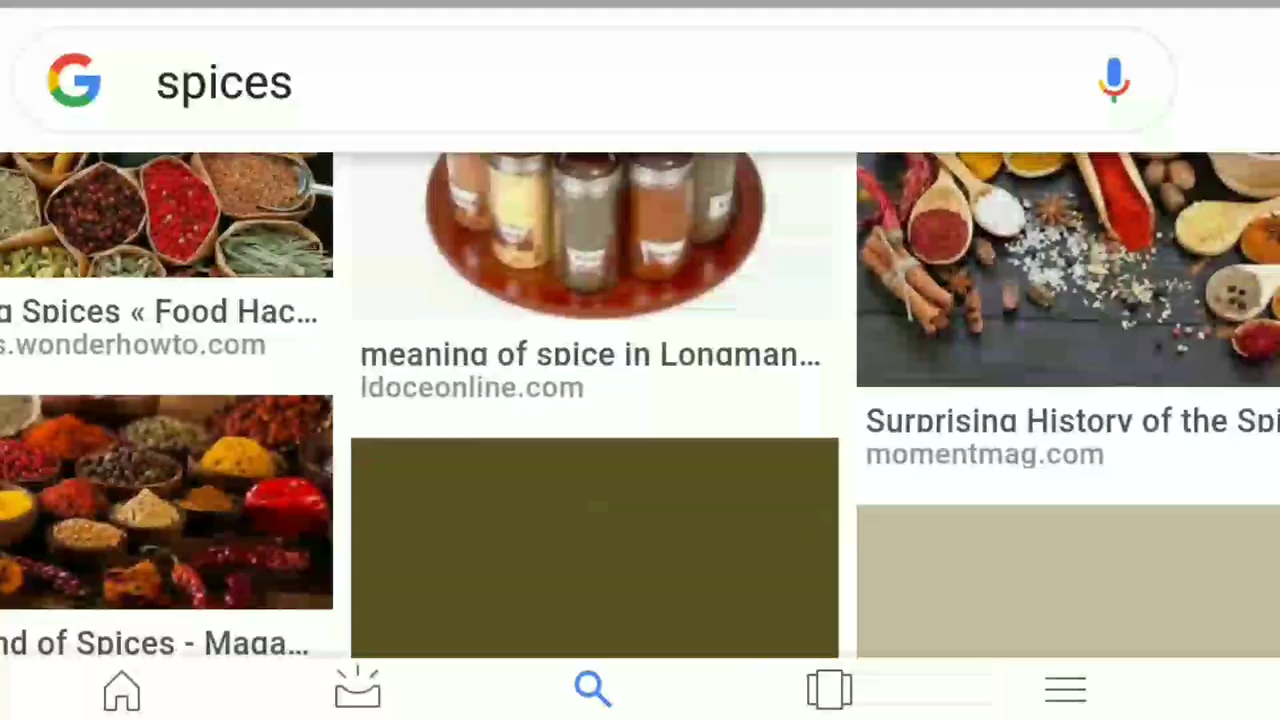 spices
a Spices « Food Hac...
s.wonderhowto.com
meaning of spice in Longman...
ldoceonline.com
Surprising History of the Spi
momentmag.com
nd of Spices - Maga...